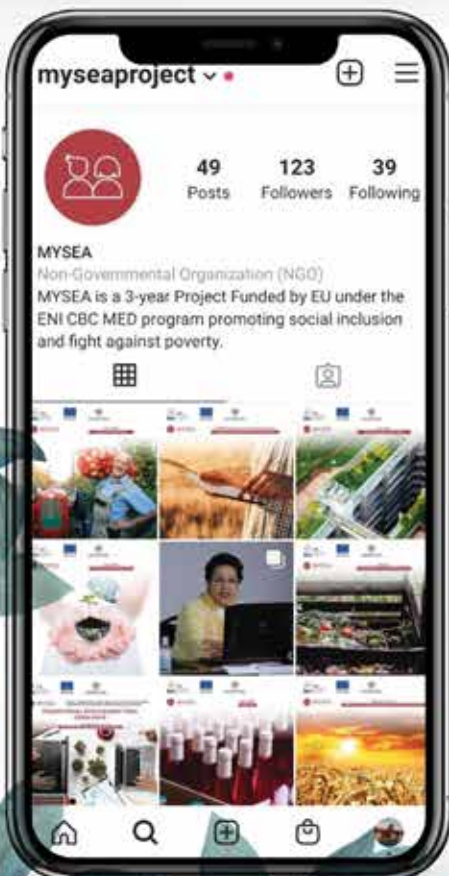 myseaproject
49 123 39
Posts Followers Following
MYSEA
Non-Governmental Organization (NGO)
MYSEA is a 3-year Project Funded by EU under the
ENI CBC MED program promoting social inclusion
and fight against poverty.